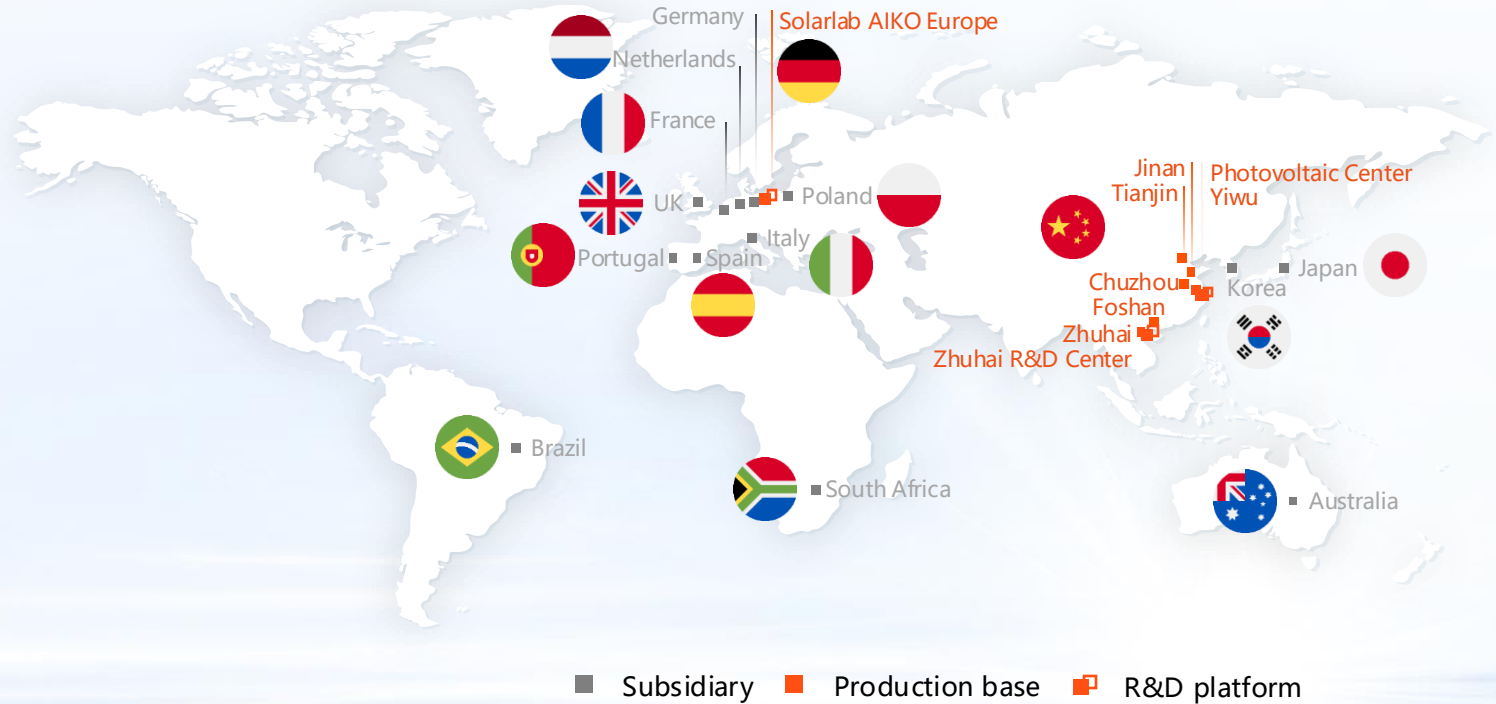 Germany
Solarlab AIKO Europe
Netherlands
France
UK
Poland
Italy
Portugal
Spain
Jinan
Tianjin
Photovoltaic Center
Yiwu
Chuzhou
Foshan
Zhuhai
Zhuhai R&D Center
Korea
Japan
Brazil
South Africa
Australia
Subsidiary
Production base
R&D platform